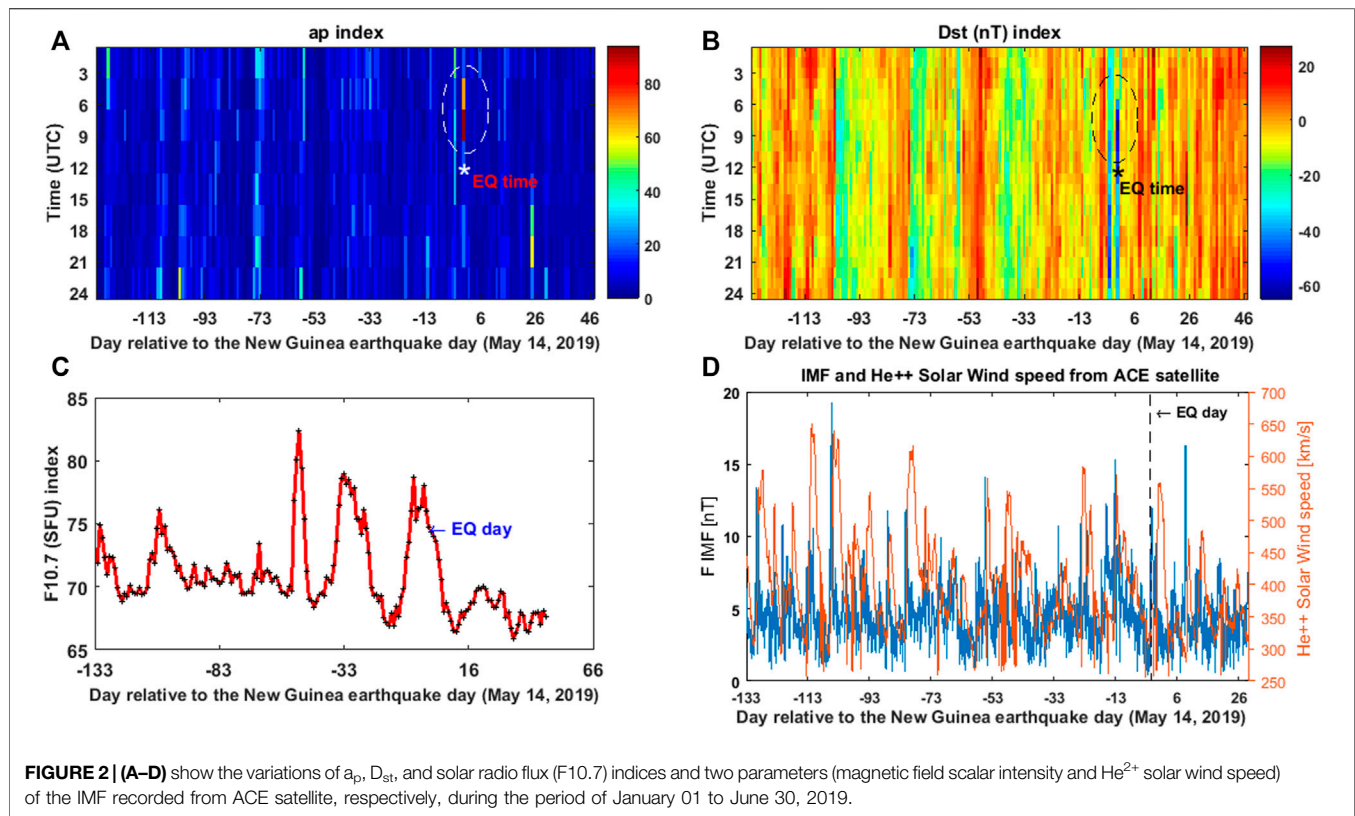 A
ap index
3
6
9
12
15
18
21
24
Time (UTC)
* EQ time
-113 -93 -73 -53 -33 -13 6 26 46
Day relative to the New Guinea earthquake day (May 14, 2019)
80
60
40
20
0
B
Dst (nT) index
3
6
9
12
15
18
21
24
Time (UTC)
* EQ time
-113 -93 -73 -53 -33 -13 6 26 46
Day relative to the New Guinea earthquake day (May 14, 2019)
20
0
-20
-40
-60
C
85
80
75
70
65
F10.7 (SFU) index
← EQ day
-133 -83 -33 16 66
Day relative to the New Guinea earthquake day (May 14, 2019)
D
IMF and He++ Solar Wind speed from ACE satellite
20
15
10
5
0
F IMF [nT]
← EQ day
700
650
600
550
500
450
400
350
300
250
He++ Solar Wind speed [km/s]
-133 -113 -93 -73 -53 -33 -13 6 26
Day relative to the New Guinea earthquake day (May 14, 2019)
FIGURE 2 | (A–D) show the variations of ap, Dst, and solar radio flux (F10.7) indices and two parameters (magnetic field scalar intensity and He2+ solar wind speed)
of the IMF recorded from ACE satellite, respectively, during the period of January 01 to June 30, 2019.